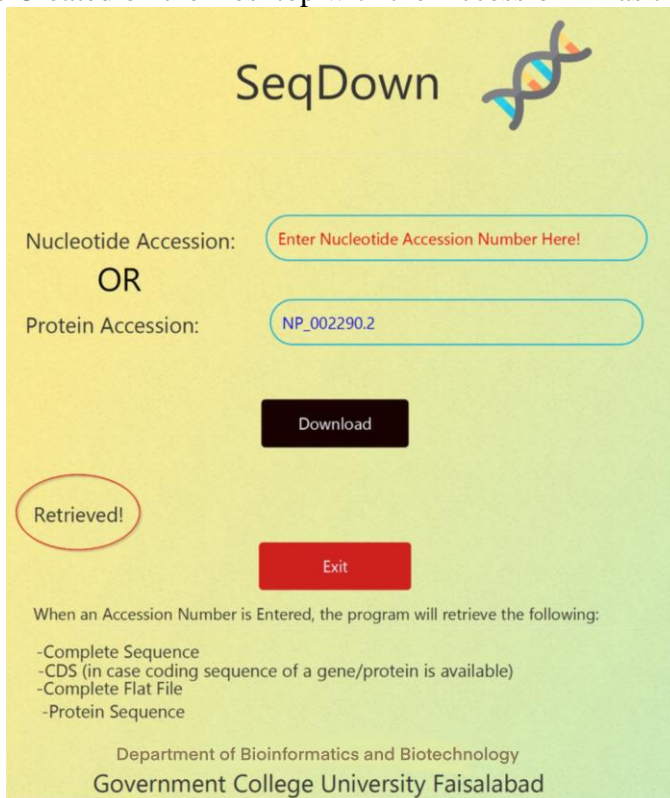 SeqDown
Nucleotide Accession: Enter Nucleotide Accession Number Here!
OR
Protein Accession: NP_002290.2
Download
Retrieved!
Exit
When an Accession Number is Entered, the program will retrieve the following:
-Complete Sequence
-CDS (in case coding sequence of a gene/protein is available)
-Complete Flat File
-Protein Sequence
Department of Bioinformatics and Biotechnology
Government College University Faisalabad